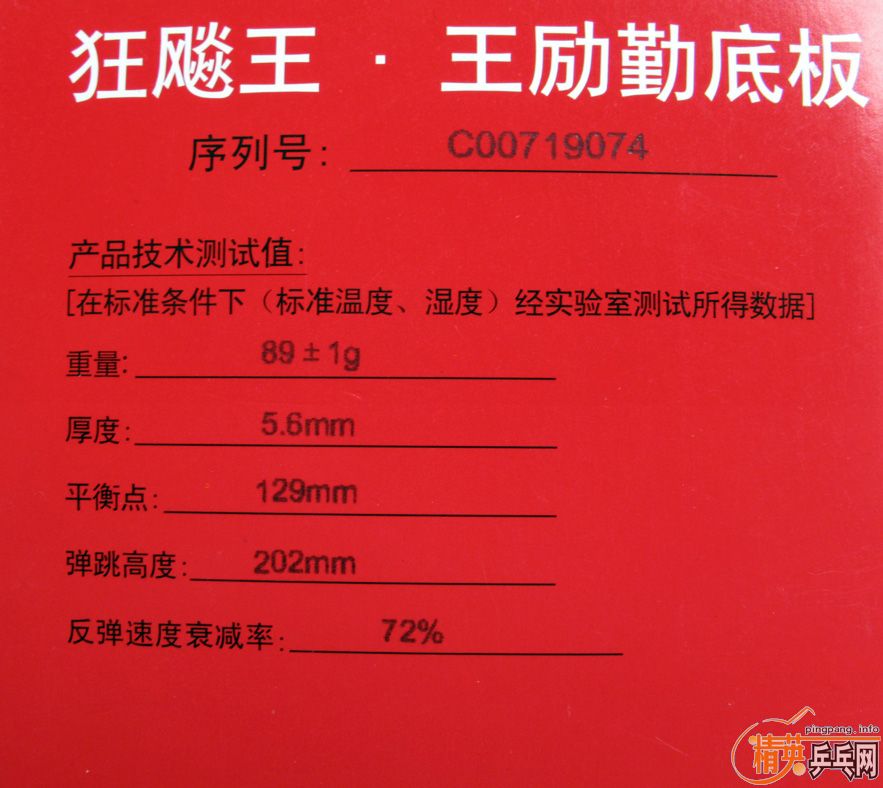 狂飚王·王励勤底板
序列号: C00719074
产品技术测试值:
[在标准条件下（标准温度、湿度）经实验室测试所得数据]
重量: 89±1g
厚度: 5.6mm
平衡点: 129mm
弹跳高度: 202mm
反弹速度衰减率: 72%
pingpang.info
精英乒乓网